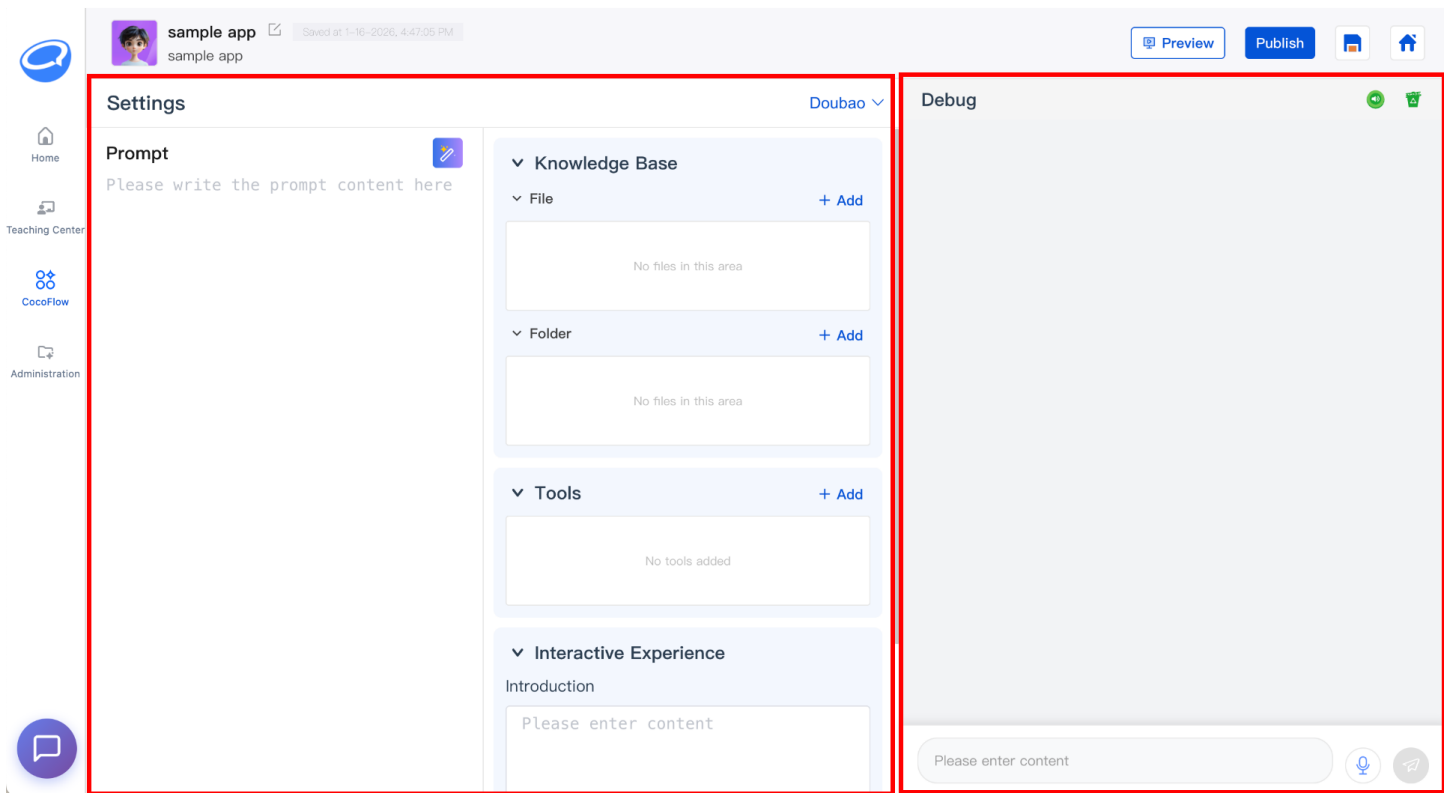 sample app
Saved at 1-16-2026, 4:47:05 PM
sample app
Preview
Publish
Home
Teaching Center
CocoFlow
Administration
Settings
Doubao
Prompt
Please write the prompt content here
Knowledge Base
File
+ Add
No files in this area
Folder
+ Add
No files in this area
Tools
+ Add
No tools added
Interactive Experience
Introduction
Please enter content
Debug
Please enter content